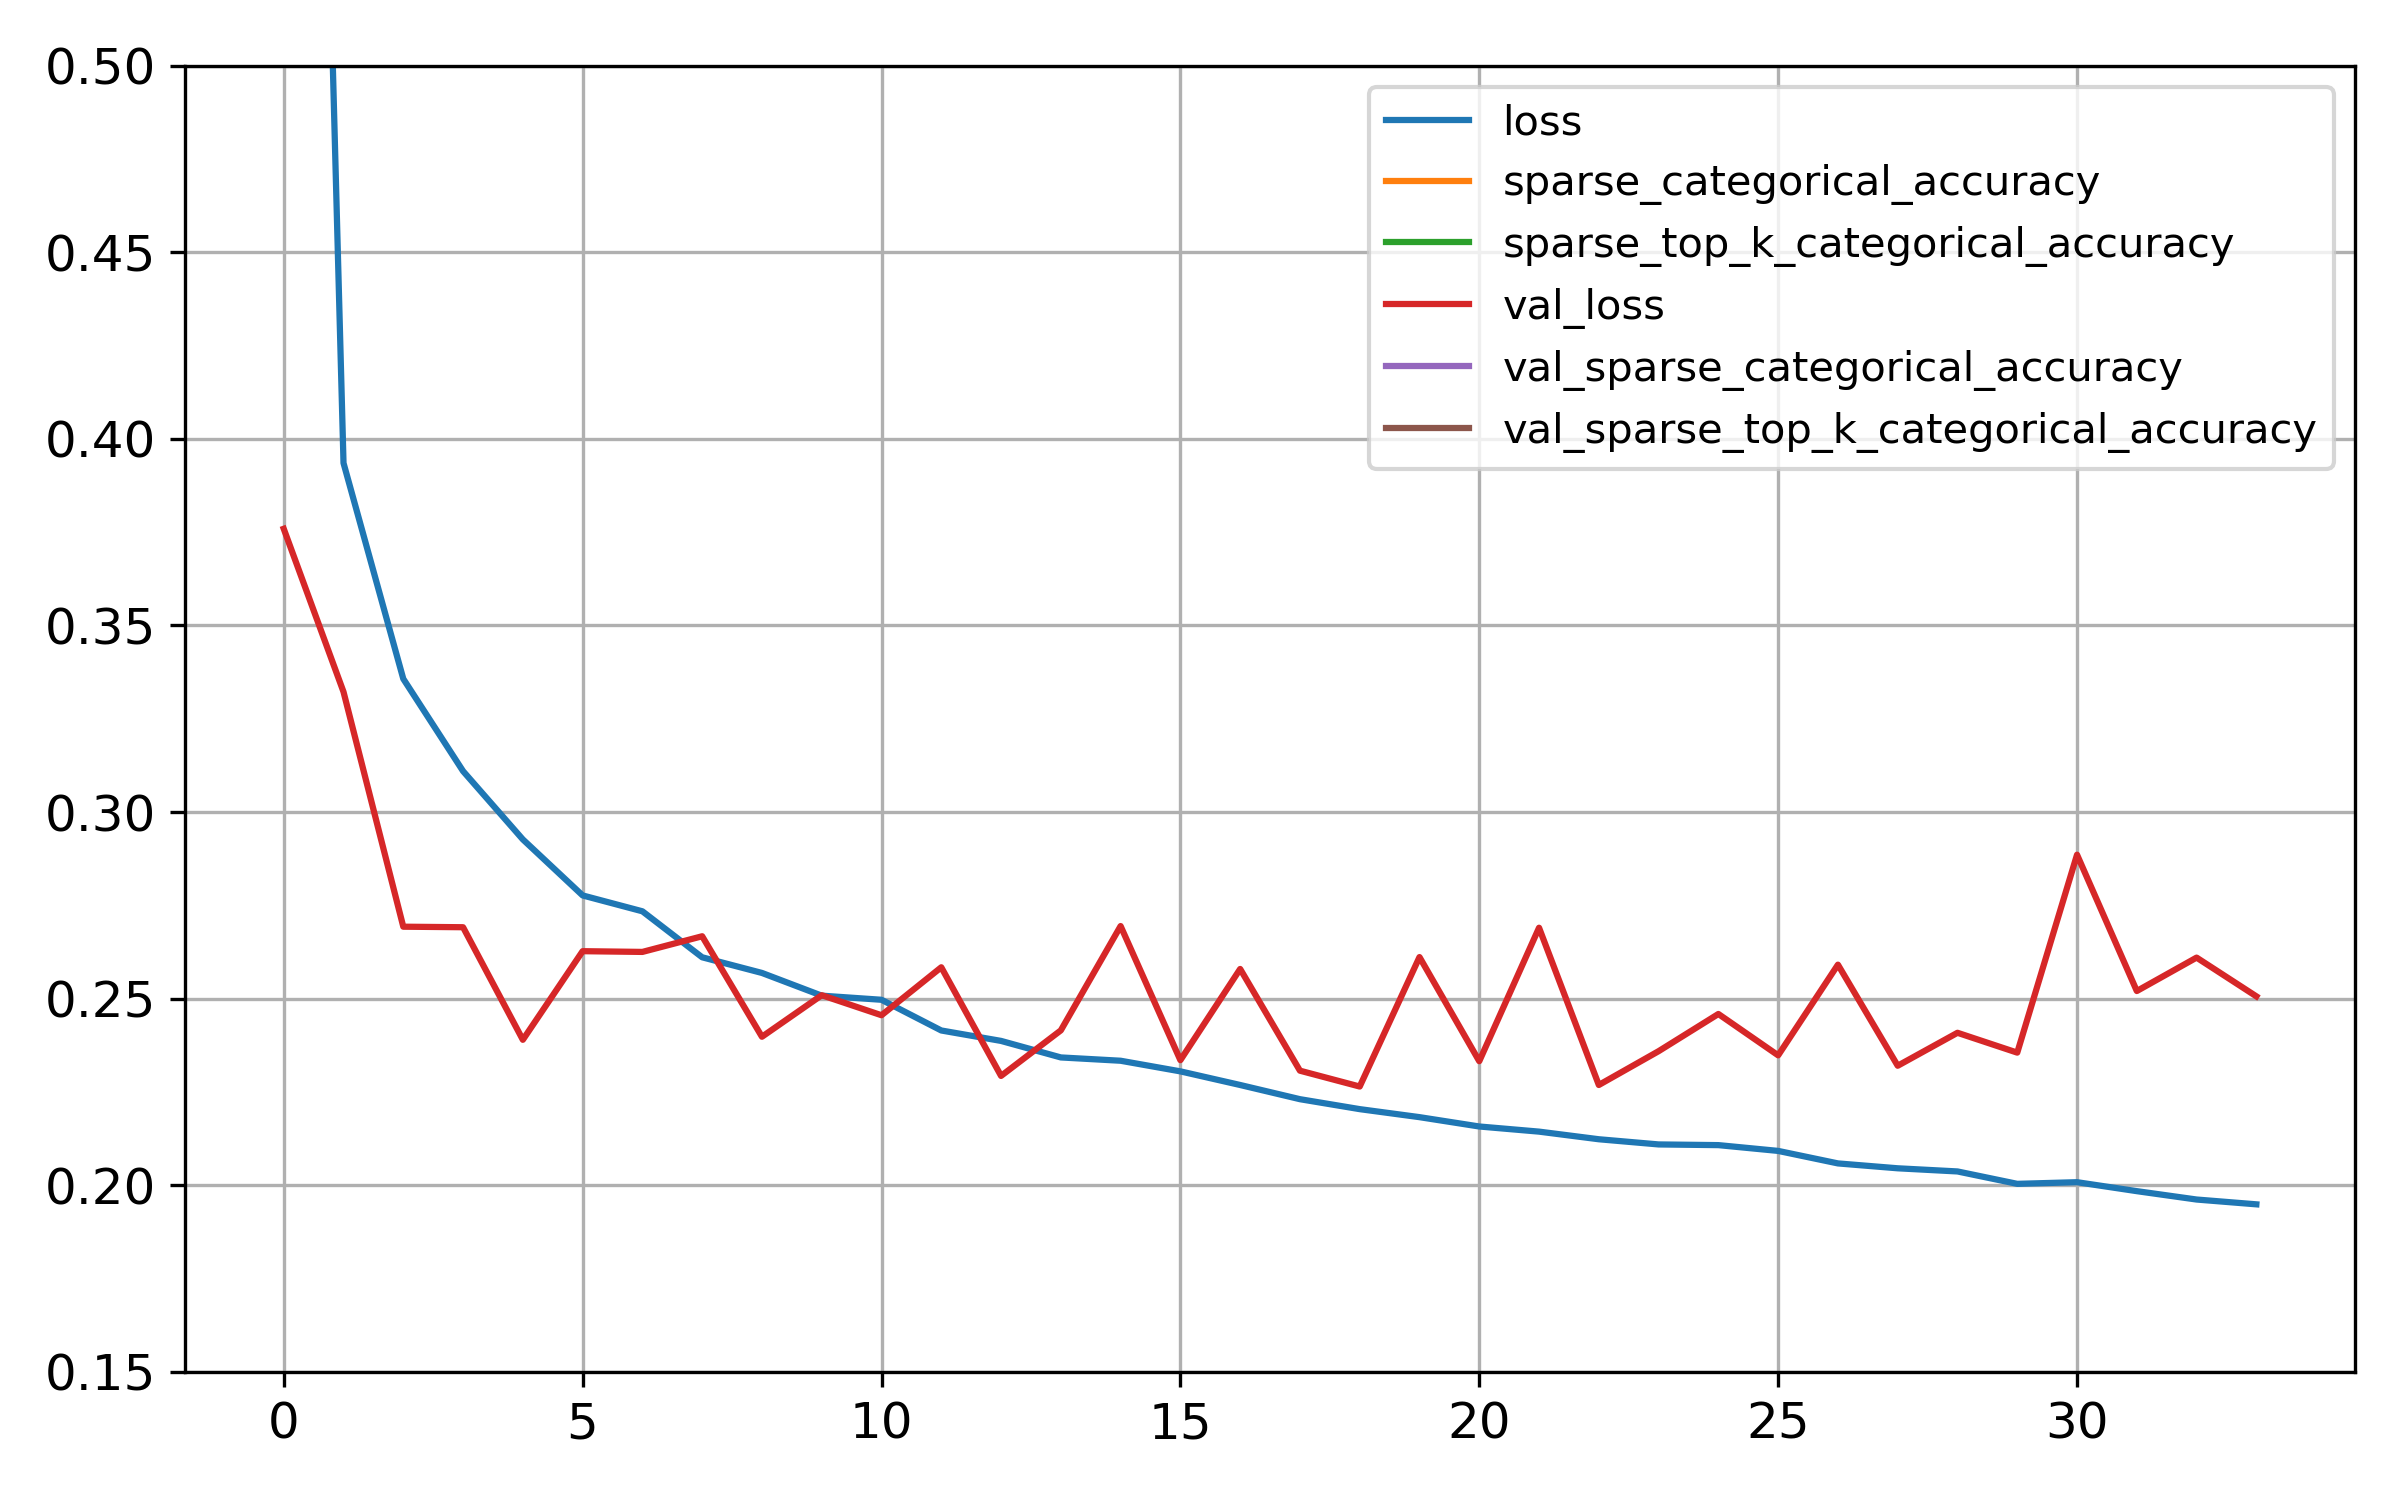 0.50
0.45
0.40
0.35
0.30
0.25
0.20
0.15
loss
sparse_categorical_accuracy
sparse_top_k_categorical_accuracy
val_loss
val_sparse_categorical_accuracy
val_sparse_top_k_categorical_accuracy
0 5 10 15 20 25 30